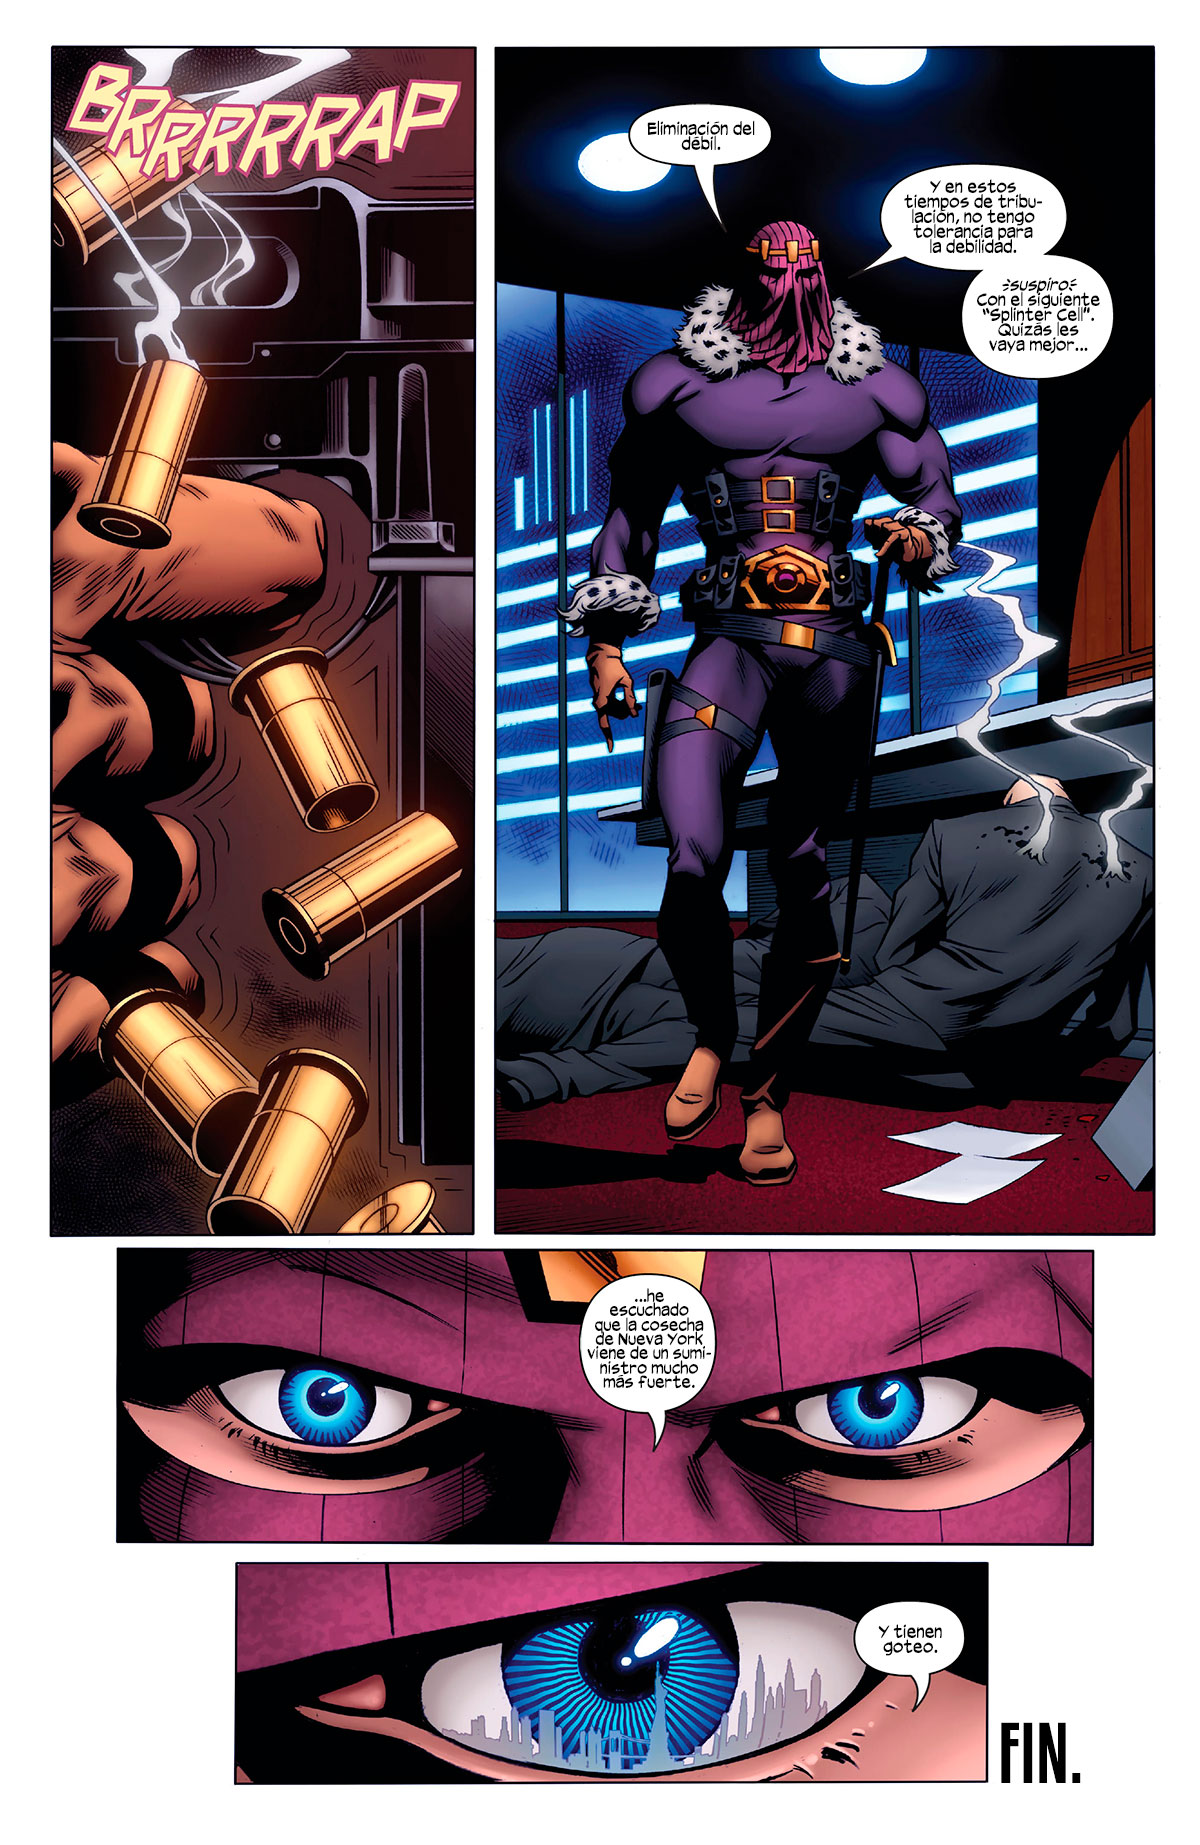 BRRRRRRAP
Eliminación del
débil.
Y en estos
tiempos de tribu-
lación, no tengo
tolerancia para
la debilidad.
>suspiro<
Con el siguiente
"Splinter Cell".
Quizás les
vaya mejor...
...he
escuchado
que la cosecha
de Nueva York
viene de un sumi-
nistro mucho
más fuerte.
Y tienen
goteo.
FIN.